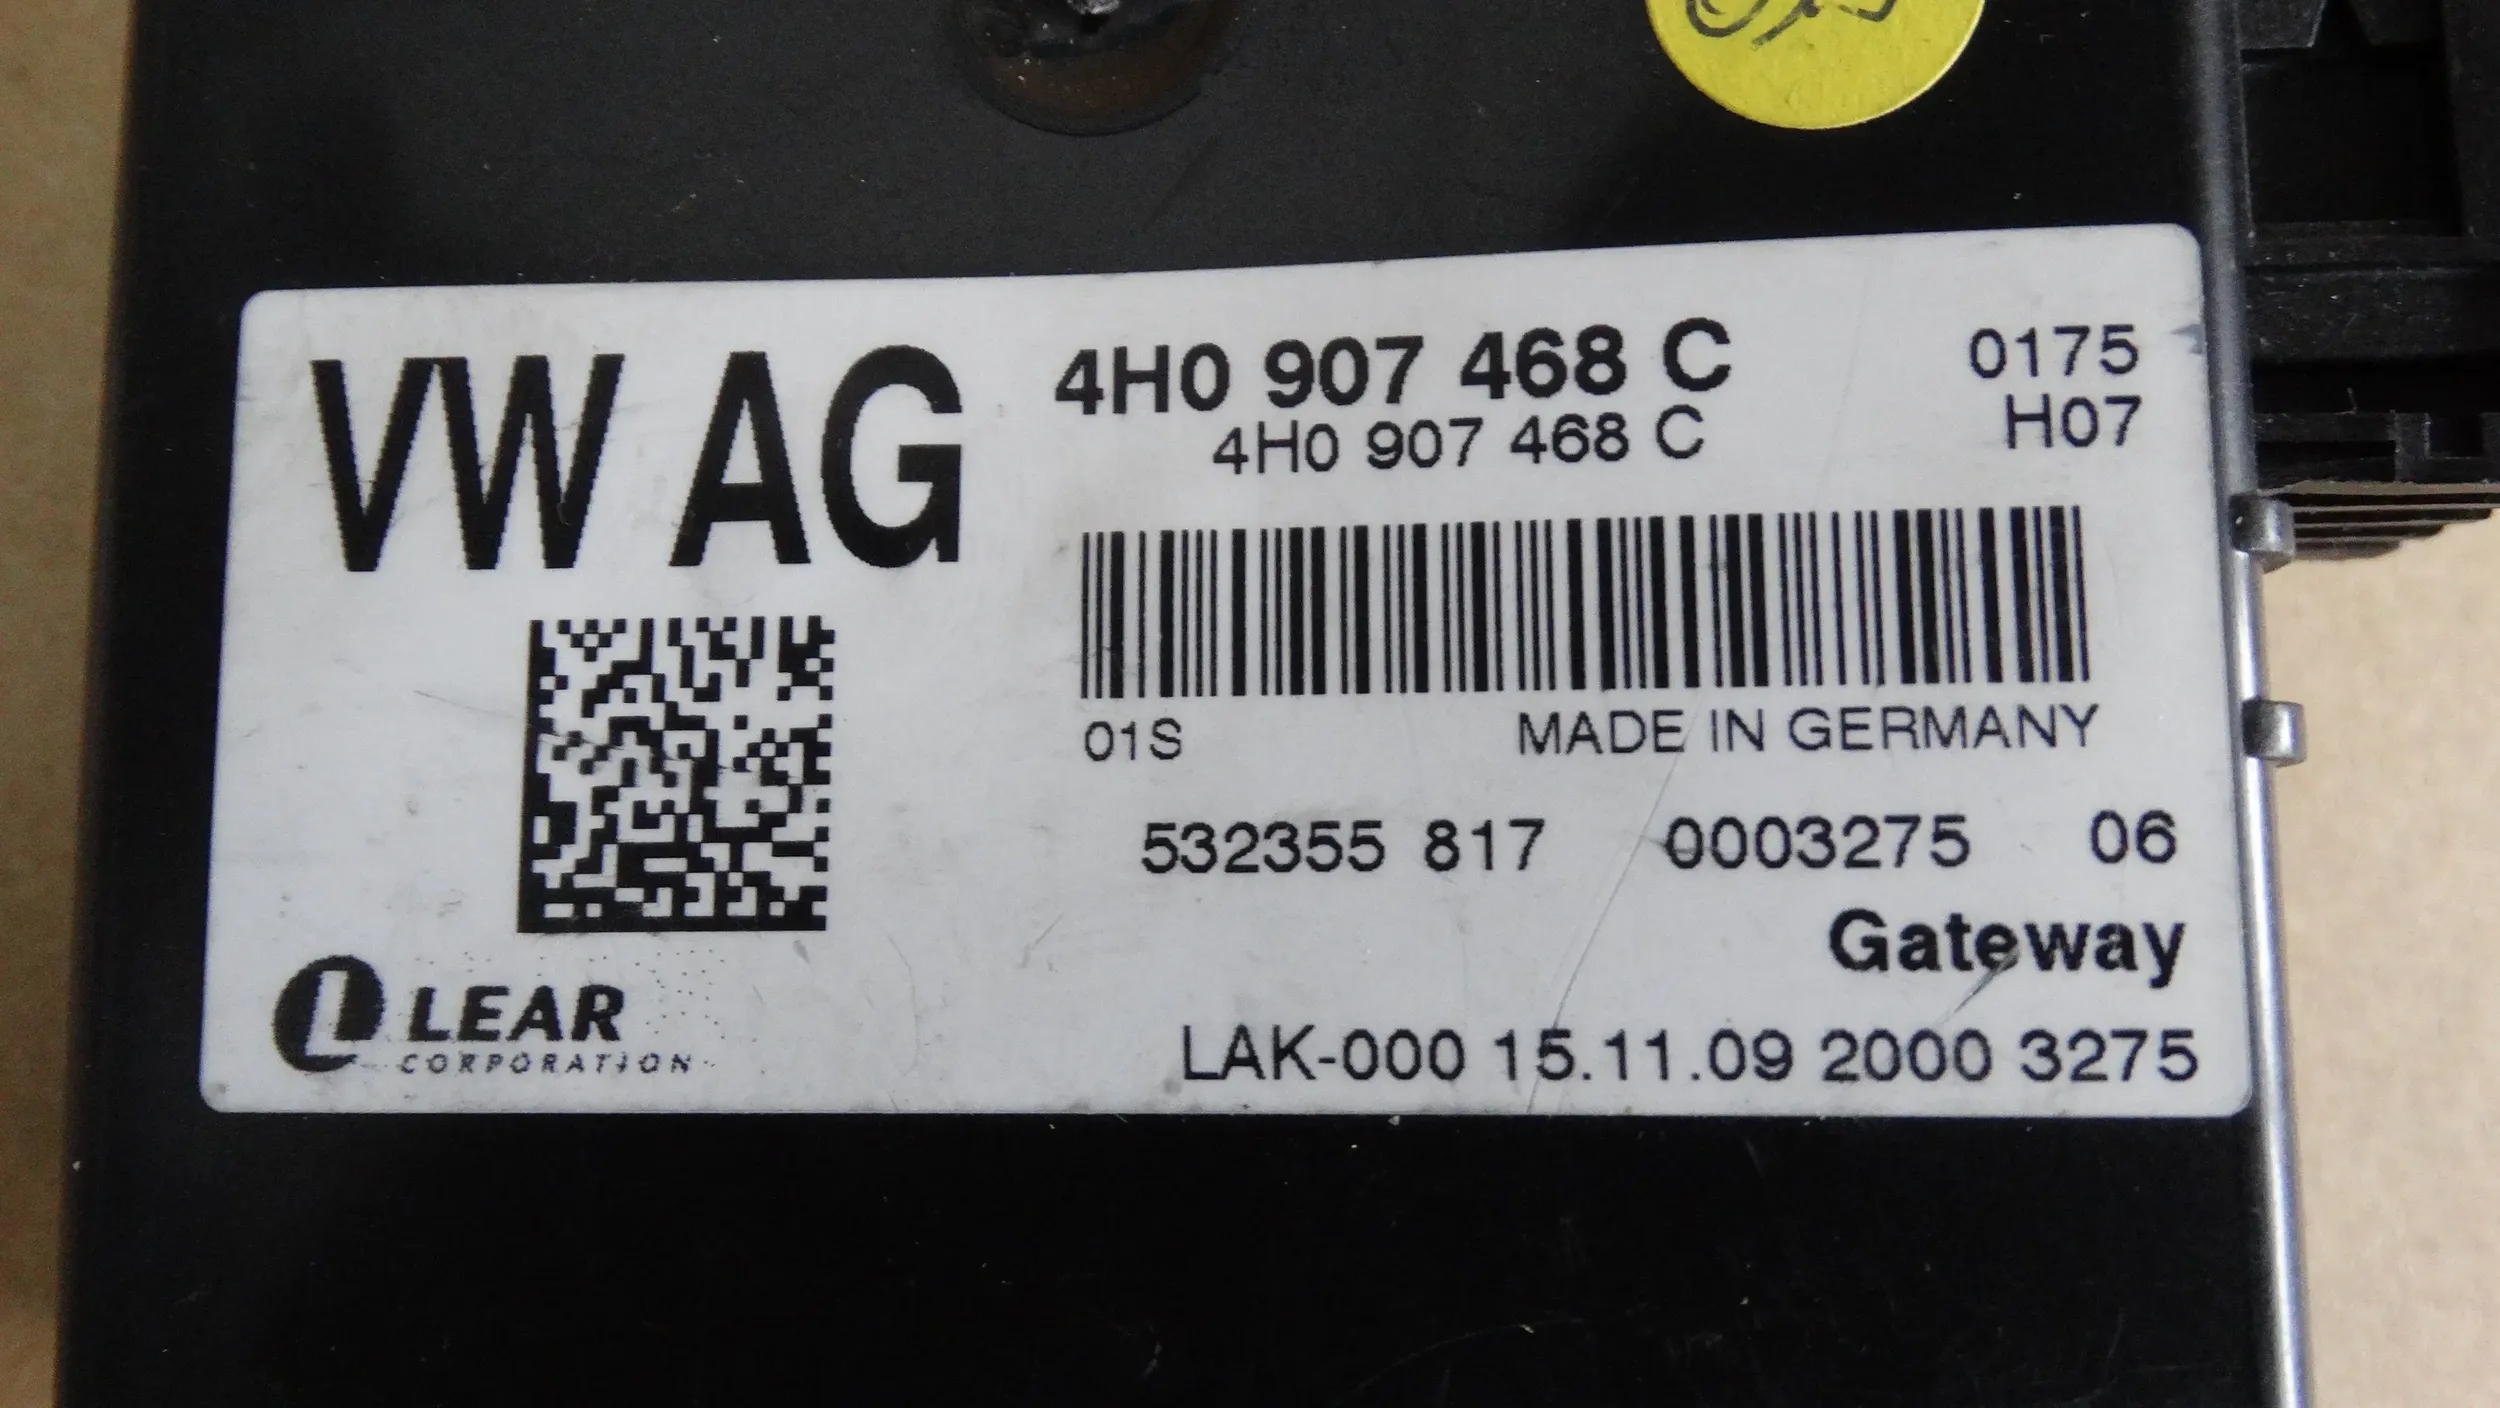 VW AG
4H0 907 468 C 0175
4H0 907 468 C H07
01S MADE IN GERMANY
532355 817 0003275 06
Gateway
LEAR
CORPORATION
LAK-000 15.11.09 2000 3275